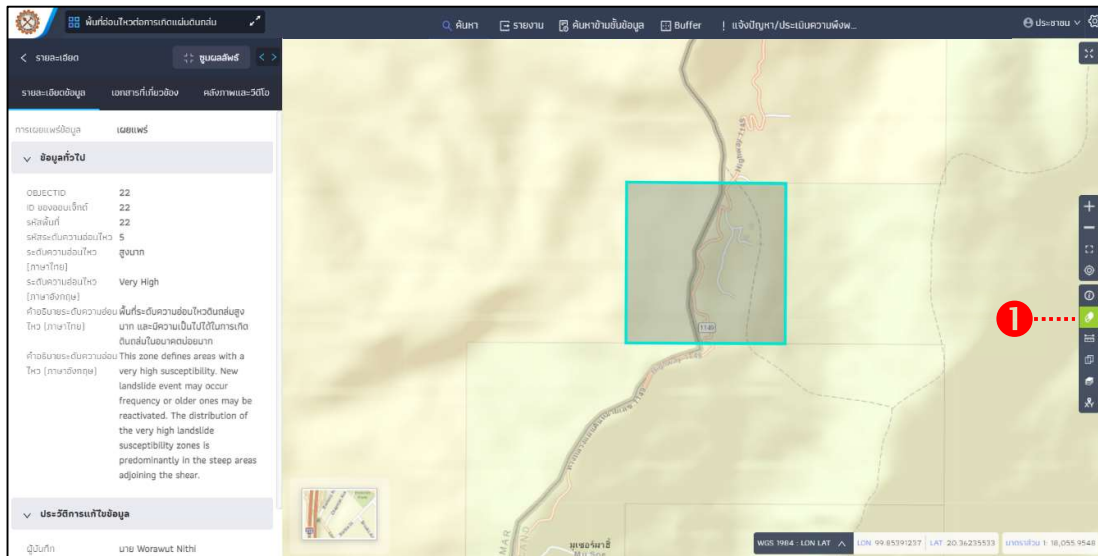 พื้นที่อ่อนไหวต่อการเกิดแผ่นดินถล่ม
ค้นหา
รายงาน
ค้นหาข้ามชั้นข้อมูล
Buffer
! แจ้งปัญหา/ประเมินความพึงพ...
ประชาชน
รายละเอียด
ซูมผลลัพธ์
รายละเอียดข้อมูล
เอกสารที่เกี่ยวข้อง
คลังภาพและวีดีโอ
การเผยแพร่ข้อมูล เผยแพร่
ข้อมูลทั่วไป
OBJECTID 22
ID ของออบเจ็กต์ 22
รหัสพื้นที่ 22
รหัสระดับความอ่อนไหว 5
ระดับความอ่อนไหว สูงมาก
[ภาษาไทย]
ระดับความอ่อนไหว Very High
[ภาษาอังกฤษ]
คำอธิบายระดับความอ่อน พื้นที่ระดับความอ่อนไหวดินถล่มสูง
ไหว [ภาษาไทย] มาก และมีความเป็นไปได้ในการเกิด
ดินถล่มในอนาคตบ่อยมาก
คำอธิบายระดับความอ่อน This zone defines areas with a
ไหว [ภาษาอังกฤษ] very high susceptibility. New
landslide event may occur
frequency or older ones may be
reactivated. The distribution of
the very high landslide
susceptibility zones is
predominantly in the steep areas
adjoining the shear.
ประวัติการแก้ไขข้อมูล
ผู้บันทึก นาย Worawut Nithi
Highway 1149
1149
Highway 1149
มูเซอร์ผาฮี้
1
WGS 1984 : LON LAT
LON 99.85391237 LAT 20.36235533
มาตราส่วน 1: 18,055.9548